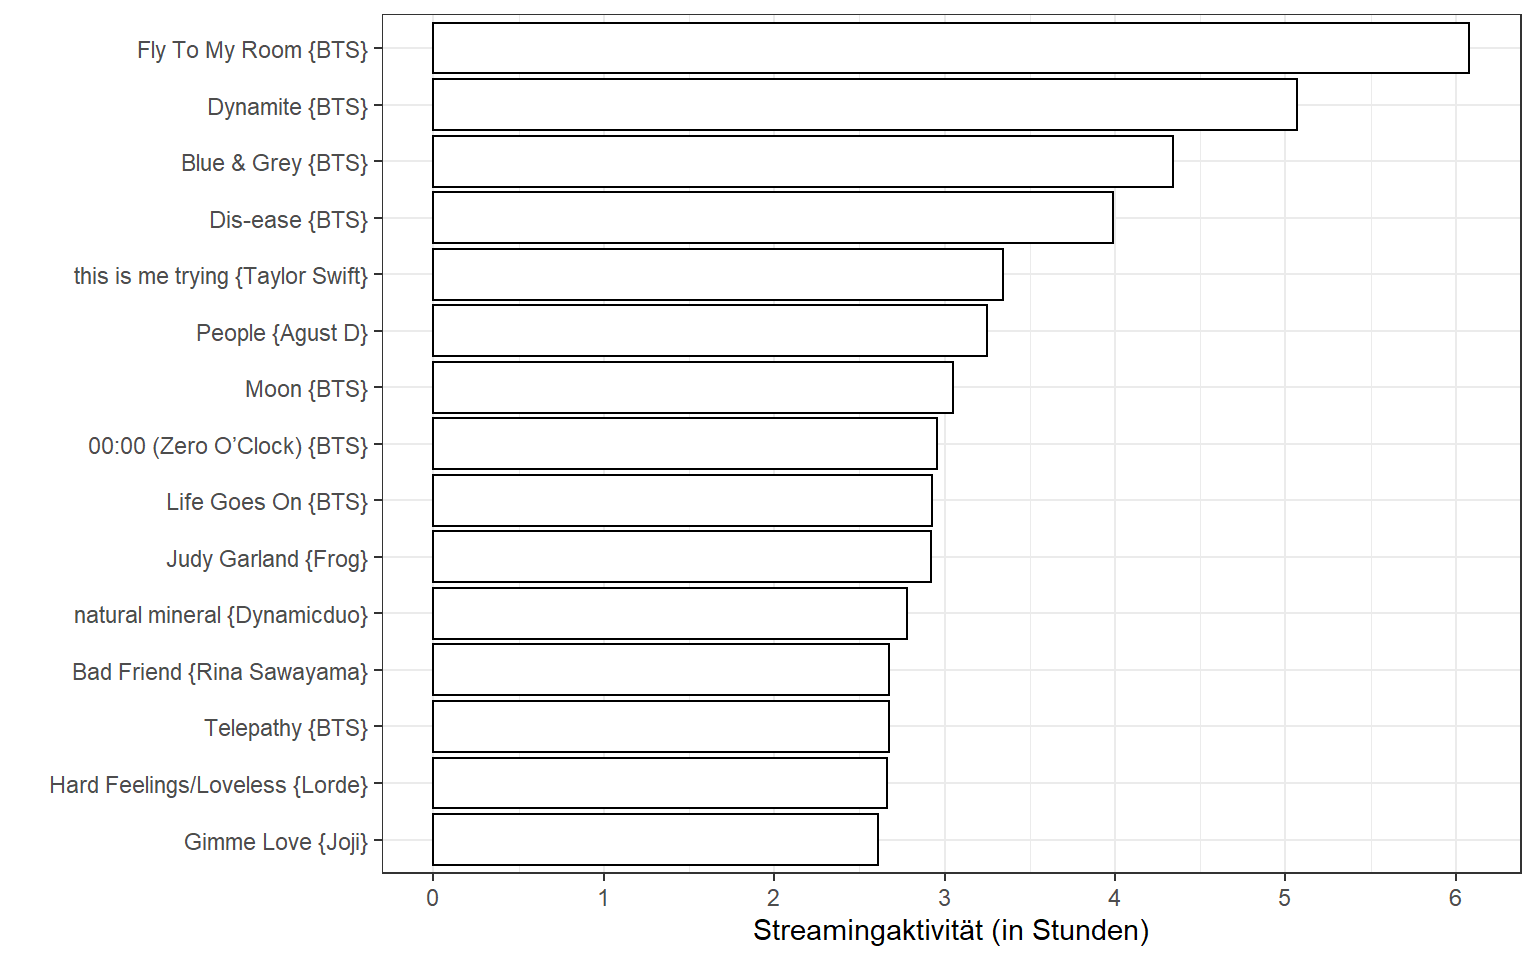 Fly To My Room {BTS}
Dynamite {BTS}
Blue & Grey {BTS}
Dis-ease {BTS}
this is me trying {Taylor Swift}
People {Agust D}
Moon {BTS}
00:00 (Zero O’Clock) {BTS}
Life Goes On {BTS}
Judy Garland {Frog}
natural mineral {Dynamicduo}
Bad Friend {Rina Sawayama}
Telepathy {BTS}
Hard Feelings/Loveless {Lorde}
Gimme Love {Joji}
0 1 2 3 4 5 6
Streamingaktivität (in Stunden)